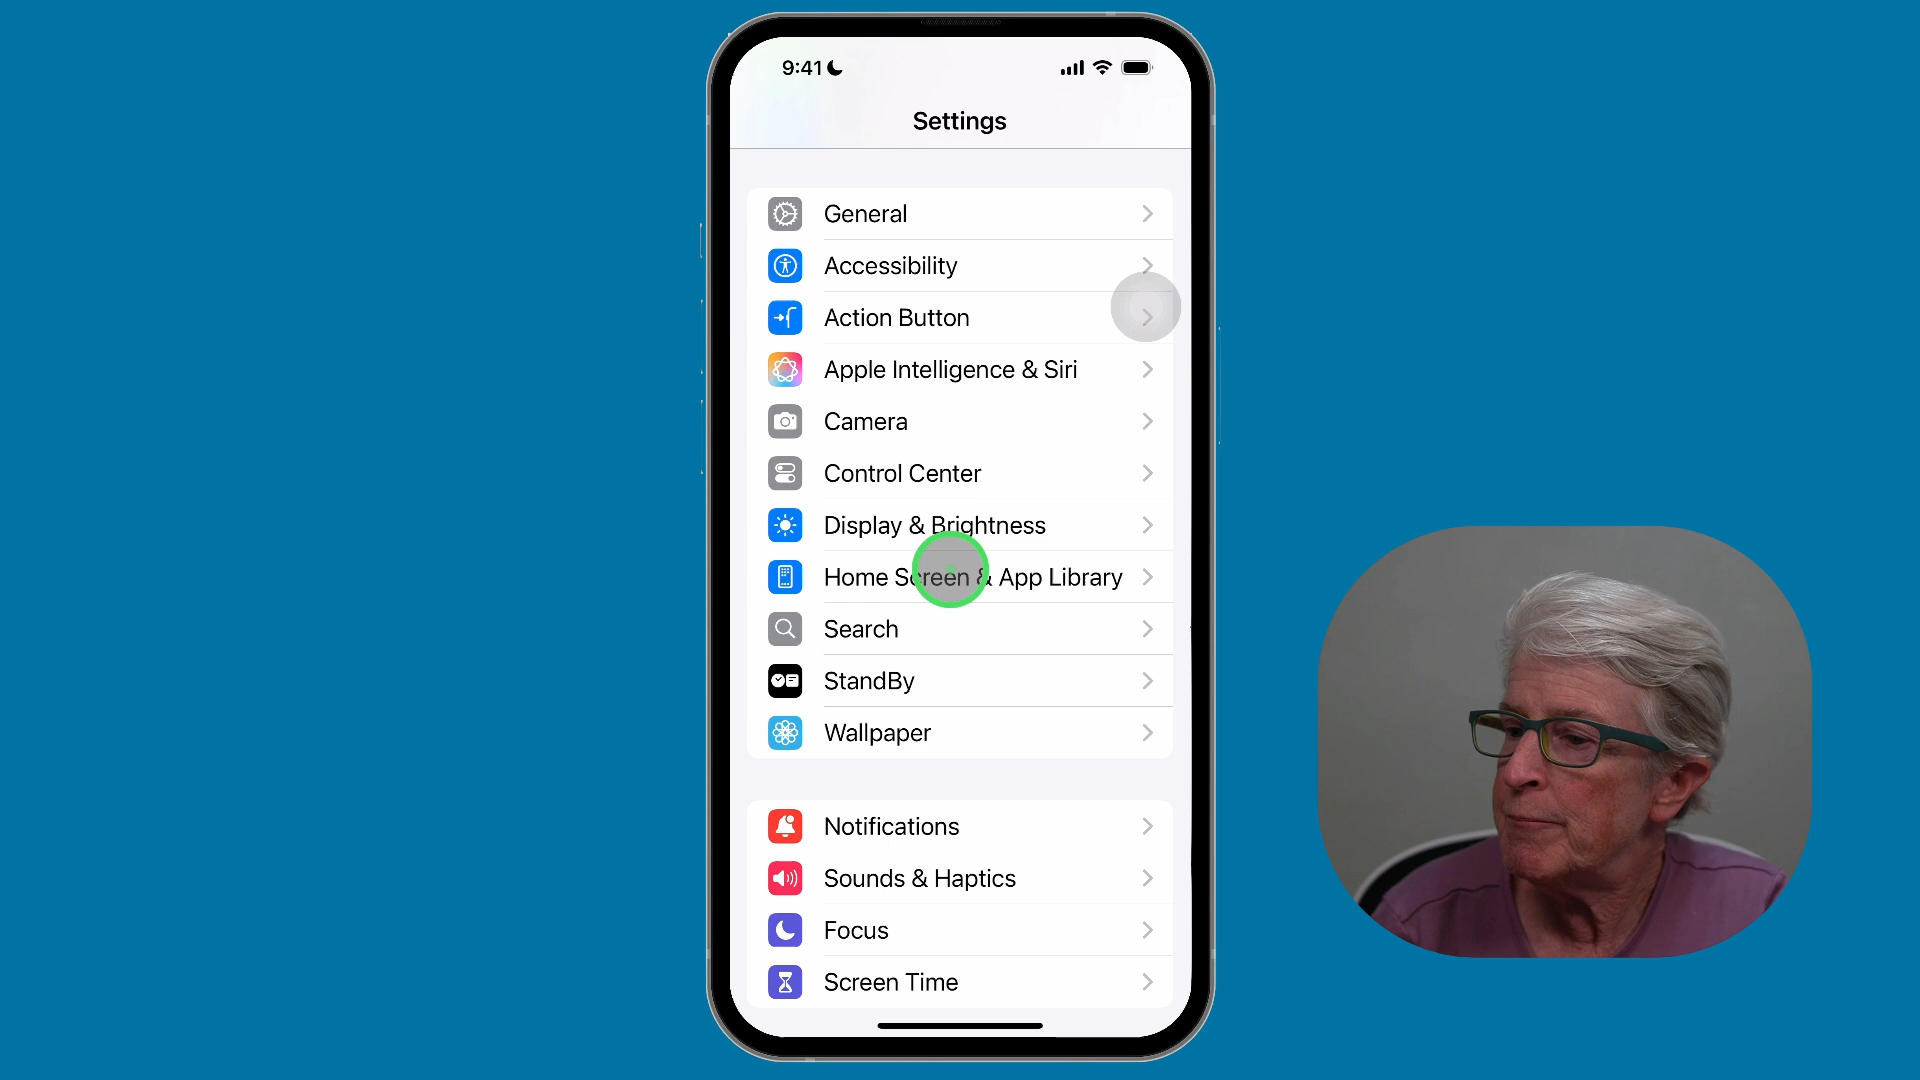 9:41
Settings
General
Accessibility
Action Button
Apple Intelligence & Siri
Camera
Control Center
Display & Brightness
Home Screen & App Library
Search
StandBy
Wallpaper
Notifications
Sounds & Haptics
Focus
Screen Time